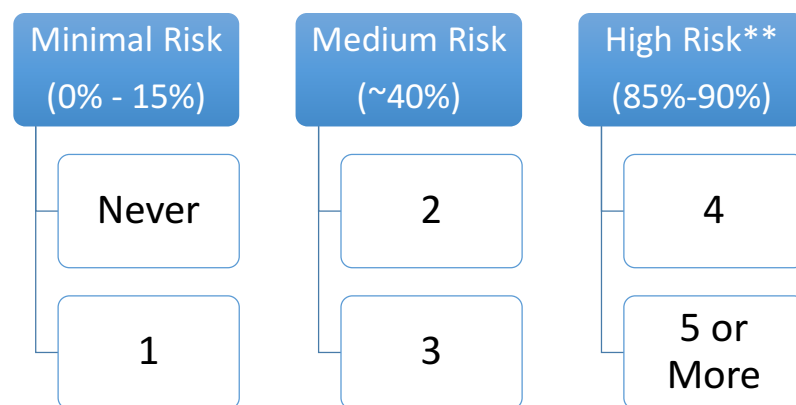 Minimal Risk
(0% - 15%)
Never
1
Medium Risk
(~40%)
2
3
High Risk**
(85%-90%)
4
5 or
More